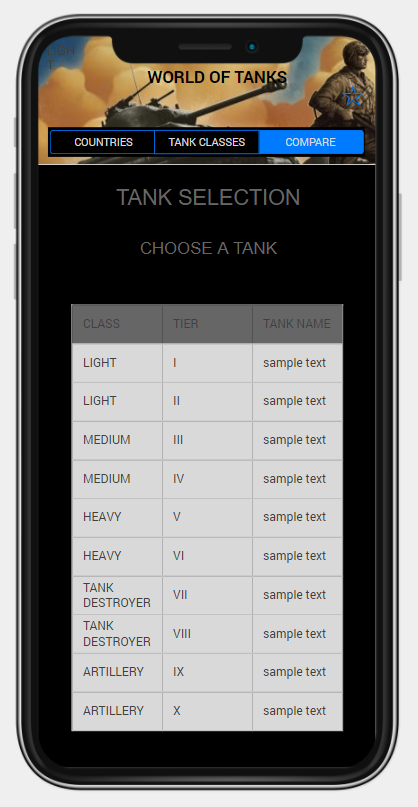 LIGH
T
WORLD OF TANKS
COUNTRIES TANK CLASSES COMPARE
TANK SELECTION
CHOOSE A TANK
CLASS TIER TANK NAME
LIGHT I sample text
LIGHT II sample text
MEDIUM III sample text
MEDIUM IV sample text
HEAVY V sample text
HEAVY VI sample text
TANK
DESTROYER VII sample text
TANK
DESTROYER VIII sample text
ARTILLERY IX sample text
ARTILLERY X sample text